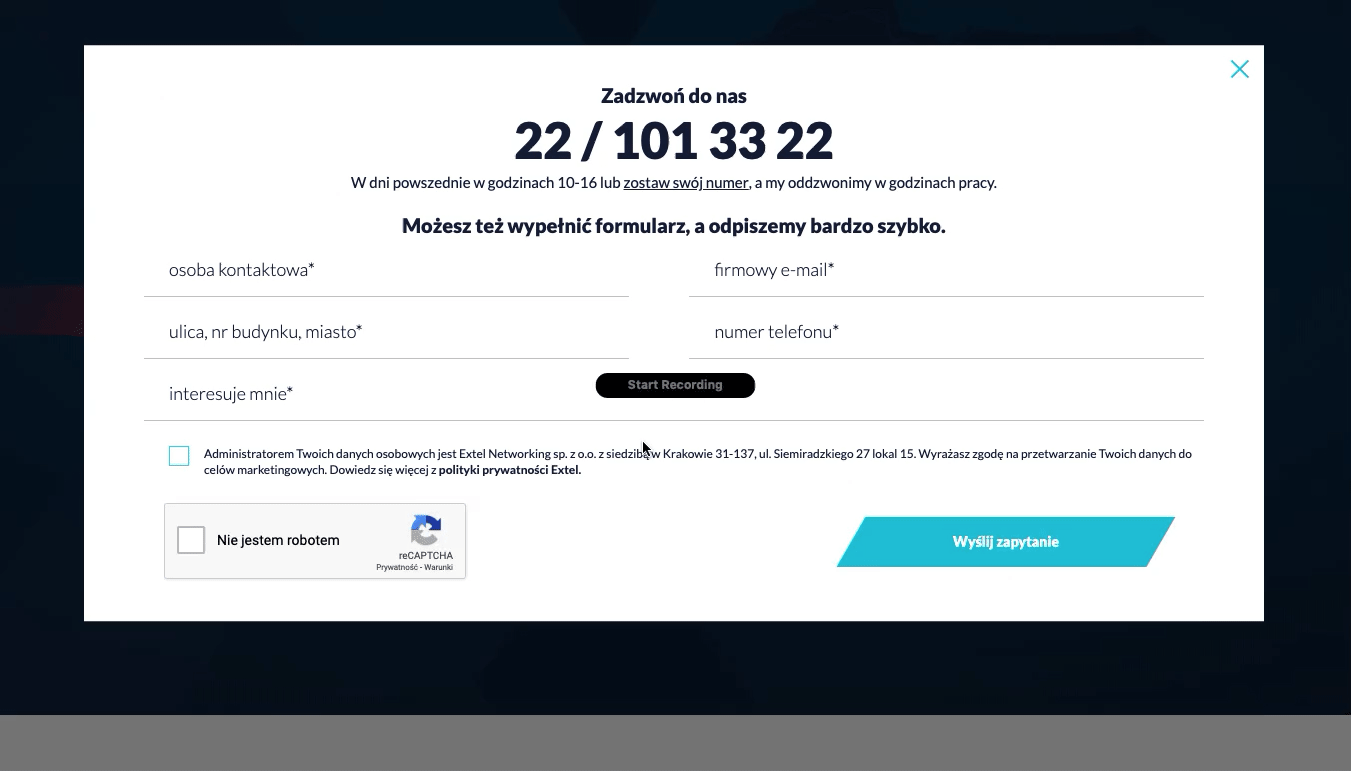 Zadzwoń do nas
22 / 101 33 22
W dni powszednie w godzinach 10-16 lub zostaw swój numer, a my oddzwonimy w godzinach pracy.
Możesz też wypełnić formularz, a odpiszemy bardzo szybko.
osoba kontaktowa*
firmowy e-mail*
ulica, nr budynku, miasto*
numer telefonu*
interesuje mnie*
Start Recording
Administratorem Twoich danych osobowych jest Extel Networking sp. z o.o. z siedzibą w Krakowie 31-137, ul. Siemiradzkiego 27 lokal 15. Wyrażasz zgodę na przetwarzanie Twoich danych do
celów marketingowych. Dowiedz się więcej z polityki prywatności Extel.
Nie jestem robotem
reCAPTCHA
Prywatność - Warunki
Wyślij zapytanie